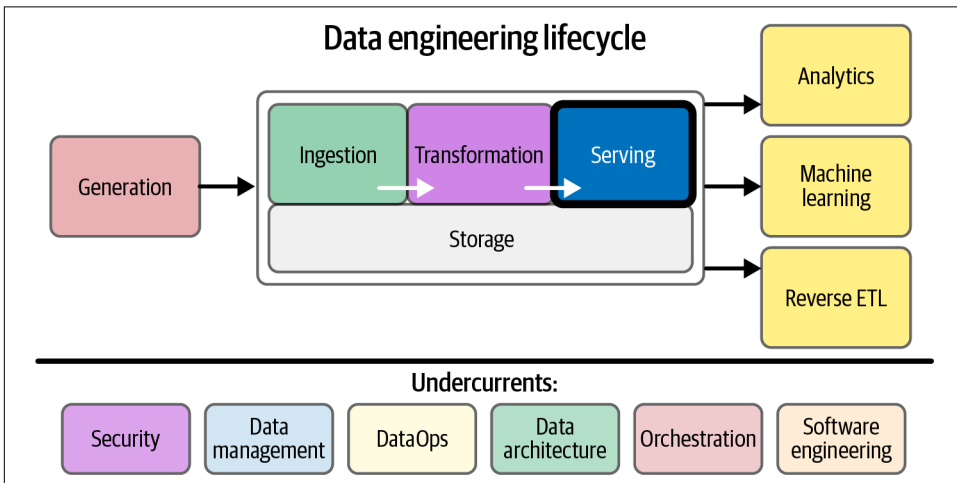 Data engineering lifecycle
Generation
Ingestion
Transformation
Serving
Storage
Analytics
Machine
learning
Reverse ETL
Undercurrents:
Security
Data
management
DataOps
Data
architecture
Orchestration
Software
engineering